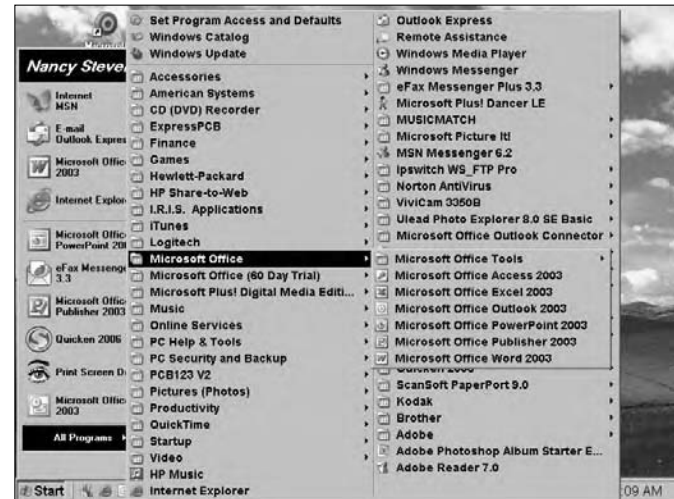 Nancy Steve
Internet
MSN
E-mail
Outlook Expres
Microsoft Offic
2003
Internet Explor
Microsoft Offic
PowerPoint 20
eFax Messenge
3.3
Microsoft Offic
Publisher 2003
Quicken 2006
Print Screen D
Microsoft Offic
2003
All Programs
Start
Set Program Access and Defaults
Windows Catalog
Windows Update
Accessories
American Systems
CD (DVD) Recorder
ExpressPCB
Finance
Games
Hewlett-Packard
HP Share-to-Web
I.R.I.S. Applications
iTunes
Logitech
Microsoft Office
Microsoft Office (60 Day Trial)
Microsoft Plus! Digital Media Editi...
Music
Online Services
PC Help & Tools
PC Security and Backup
PCB123 V2
Pictures (Photos)
Productivity
QuickTime
Startup
Video
HP Music
Internet Explorer
Outlook Express
Remote Assistance
Windows Media Player
Windows Messenger
eFax Messenger Plus 3.3
Microsoft Plus! Dancer LE
MUSICMATCH
Microsoft Picture It!
MSN Messenger 6.2
Ipswitch WS_FTP Pro
Norton AntiVirus
ViviCam 3350B
Ulead Photo Explorer 8.0 SE Basic
Microsoft Office Outlook Connector
Microsoft Office Tools
Microsoft Office Access 2003
Microsoft Office Excel 2003
Microsoft Office Outlook 2003
Microsoft Office PowerPoint 2003
Microsoft Office Publisher 2003
Microsoft Office Word 2003
ScanSoft PaperPort 9.0
Kodak
Brother
Adobe
Adobe Photoshop Album Starter E...
Adobe Reader 7.0
:09 AM